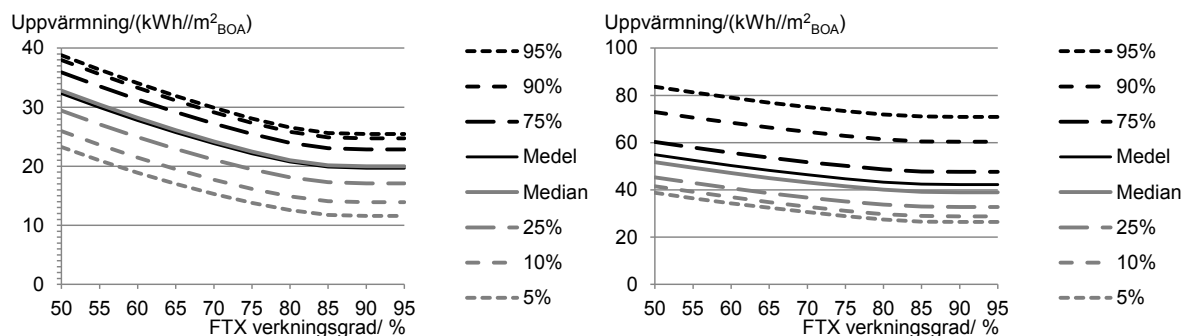 Uppvärmning/(kWh//m²BOA)
40
30
20
10
0
50 55 60 65 70 75 80 85 90 95
FTX verkningsgrad/ %
95%
90%
75%
Medel
Median
25%
10%
5%
Uppvärmning/(kWh//m²BOA)
100
80
60
40
20
0
50 55 60 65 70 75 80 85 90 95
FTX verkningsgrad/ %
95%
90%
75%
Medel
Median
25%
10%
5%